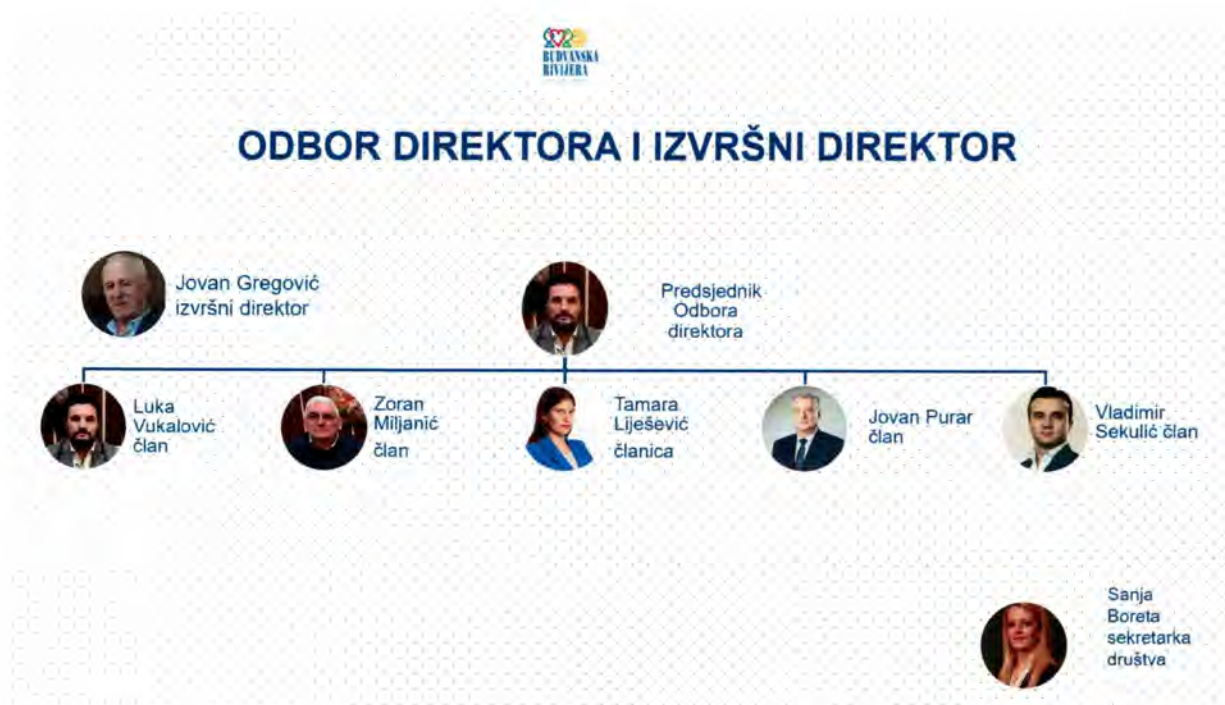 BUDVANSKA
RIVIJERA
ODBOR DIREKTORA I IZVRŠNI DIREKTOR
Jovan Gregović
izvršni direktor
Predsjednik
Odbora
direktora
Luka
Vukalović
član
Zoran
Miljanić
član
Tamara
Liješević
članica
Jovan Purar
član
Vladimir
Sekulić član
Sanja
Boreta
sekretarka
društva